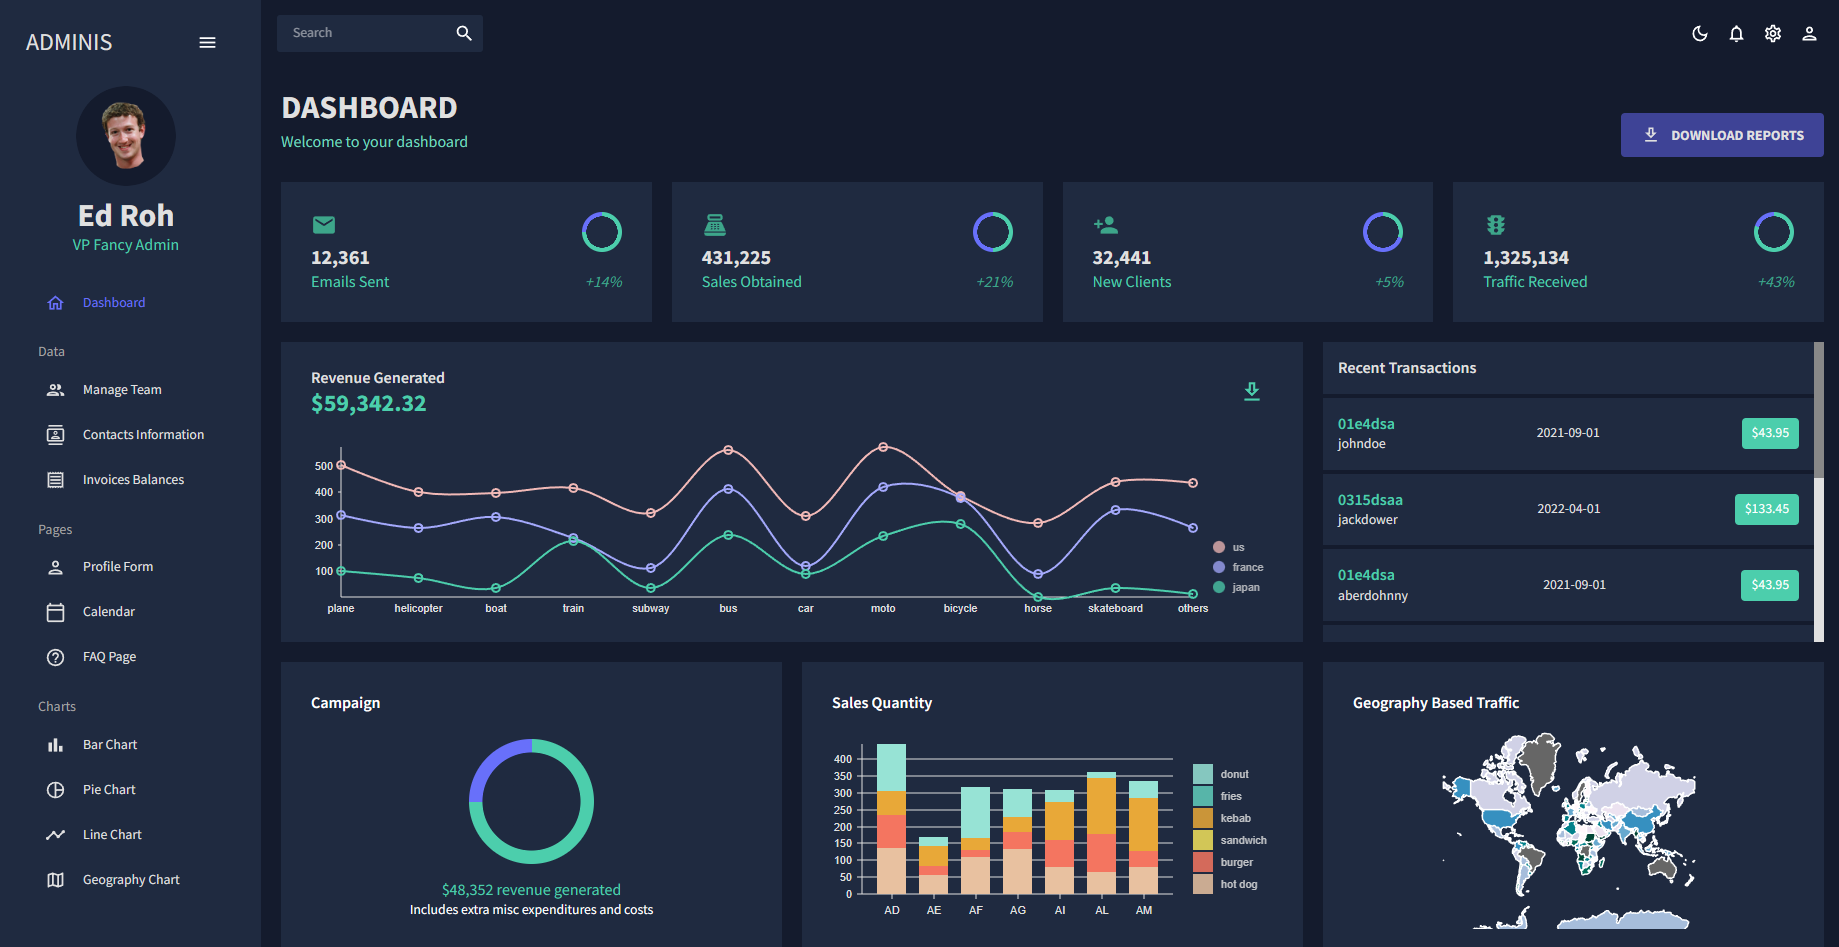 ADMINIS
Search
Ed Roh
VP Fancy Admin
Dashboard
Data
Manage Team
Contacts Information
Invoices Balances
Pages
Profile Form
Calendar
FAQ Page
Charts
Bar Chart
Pie Chart
Line Chart
Geography Chart
DASHBOARD
Welcome to your dashboard
DOWNLOAD REPORTS
12,361
Emails Sent
+14%
431,225
Sales Obtained
+21%
32,441
New Clients
+5%
1,325,134
Traffic Received
+43%
Revenue Generated
$59,342.32
500
400
300
200
100
plane helicopter boat train subway bus car moto bicycle horse skateboard others
us
france
japan
Recent Transactions
01e4dsa
johndoe
2021-09-01
$43.95
0315dsaa
jackdower
2022-04-01
$133.45
01e4dsa
aberdohnny
2021-09-01
$43.95
Campaign
$48,352 revenue generated
Includes extra misc expenditures and costs
Sales Quantity
400
350
300
250
200
150
100
50
0
AD AE AF AG AI AL AM
donut
fries
kebab
sandwich
burger
hot dog
Geography Based Traffic